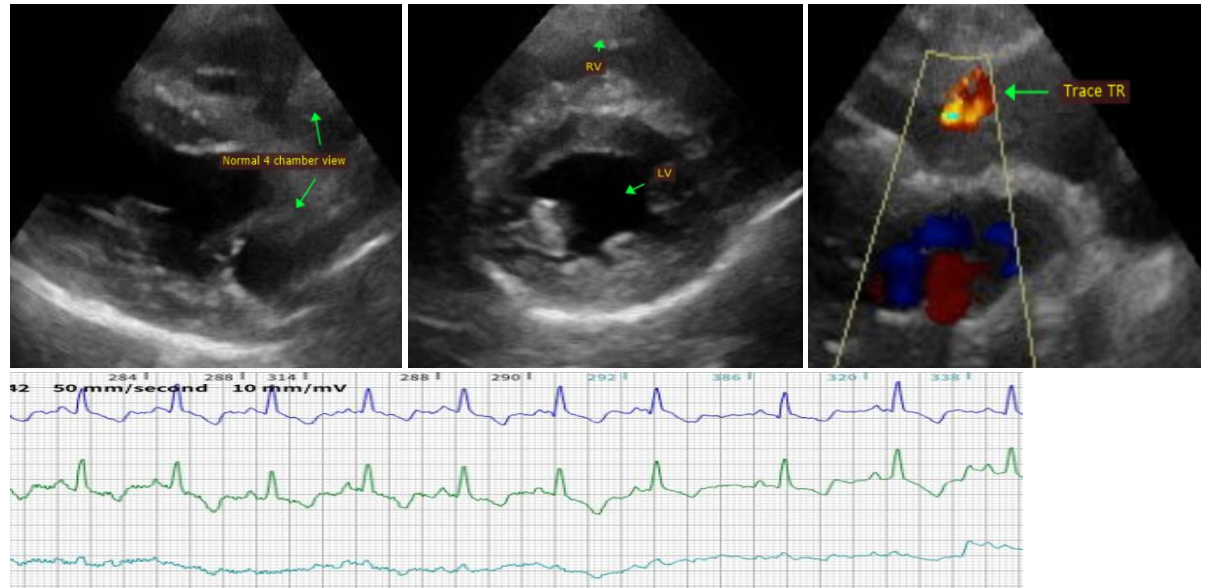 Normal 4 chamber view
RV
LV
Trace TR
284 288 314 288 290 292 386 320 338
42 50 mm/second 10 mm/mV